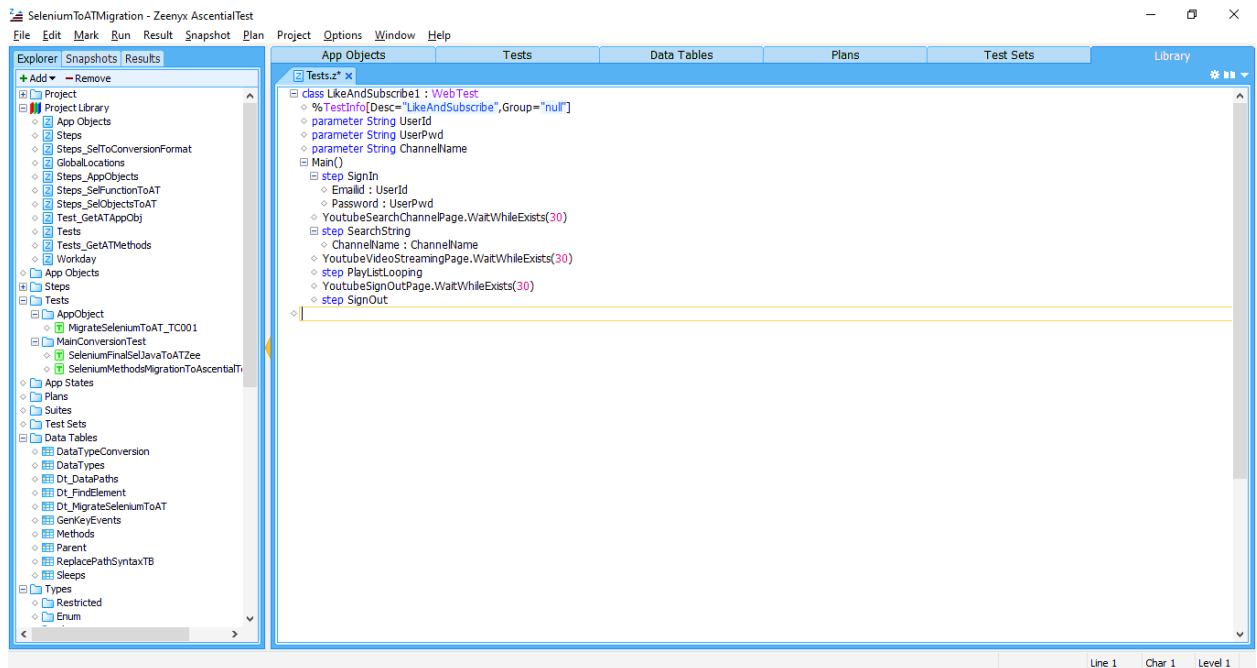 SeleniumToATMigration - Zeenyx AscentialTest
File Edit Mark Run Result Snapshot Plan Project Options Window Help
Explorer Snapshots Results
+ Add Remove
Project
Project Library
App Objects
Steps
Steps_SelToConversionFormat
GlobalLocations
Steps_AppObjects
Steps_SelFunctionToAT
Steps_SelObjectsToAT
Test_GetATAppObj
Tests
Tests_GetATMethods
Workday
App Objects
Steps
Tests
AppObject
MigrateSeleniumToAT_TC001
MainConversionTest
SeleniumFinalSelJavaToATZee
SeleniumMethodsMigrationToAscentialT
App States
Plans
Suites
Test Sets
Data Tables
DataTypeConversion
DataTypes
Dt_DataPaths
Dt_FindElement
Dt_MigrateSeleniumToAT
GenKeyEvents
Methods
Parent
ReplacePathSyntaxTB
Sleeps
Types
Restricted
Enum
App Objects Tests Data Tables Plans Test Sets Library
Tests.z* ×
class LikeAndSubscribe1 : WebTest
%TestInfo[Desc="LikeAndSubscribe",Group="null"]
parameter String UserId
parameter String UserPwd
parameter String ChannelName
Main()
step SignIn
Emailid : UserId
Password : UserPwd
YoutubeSearchChannelPage.WaitWhileExists(30)
step SearchString
ChannelName : ChannelName
YoutubeVideoStreamingPage.WaitWhileExists(30)
step PlayListLooping
YoutubeSignOutPage.WaitWhileExists(30)
step SignOut
Line 1 Char 1 Level 1